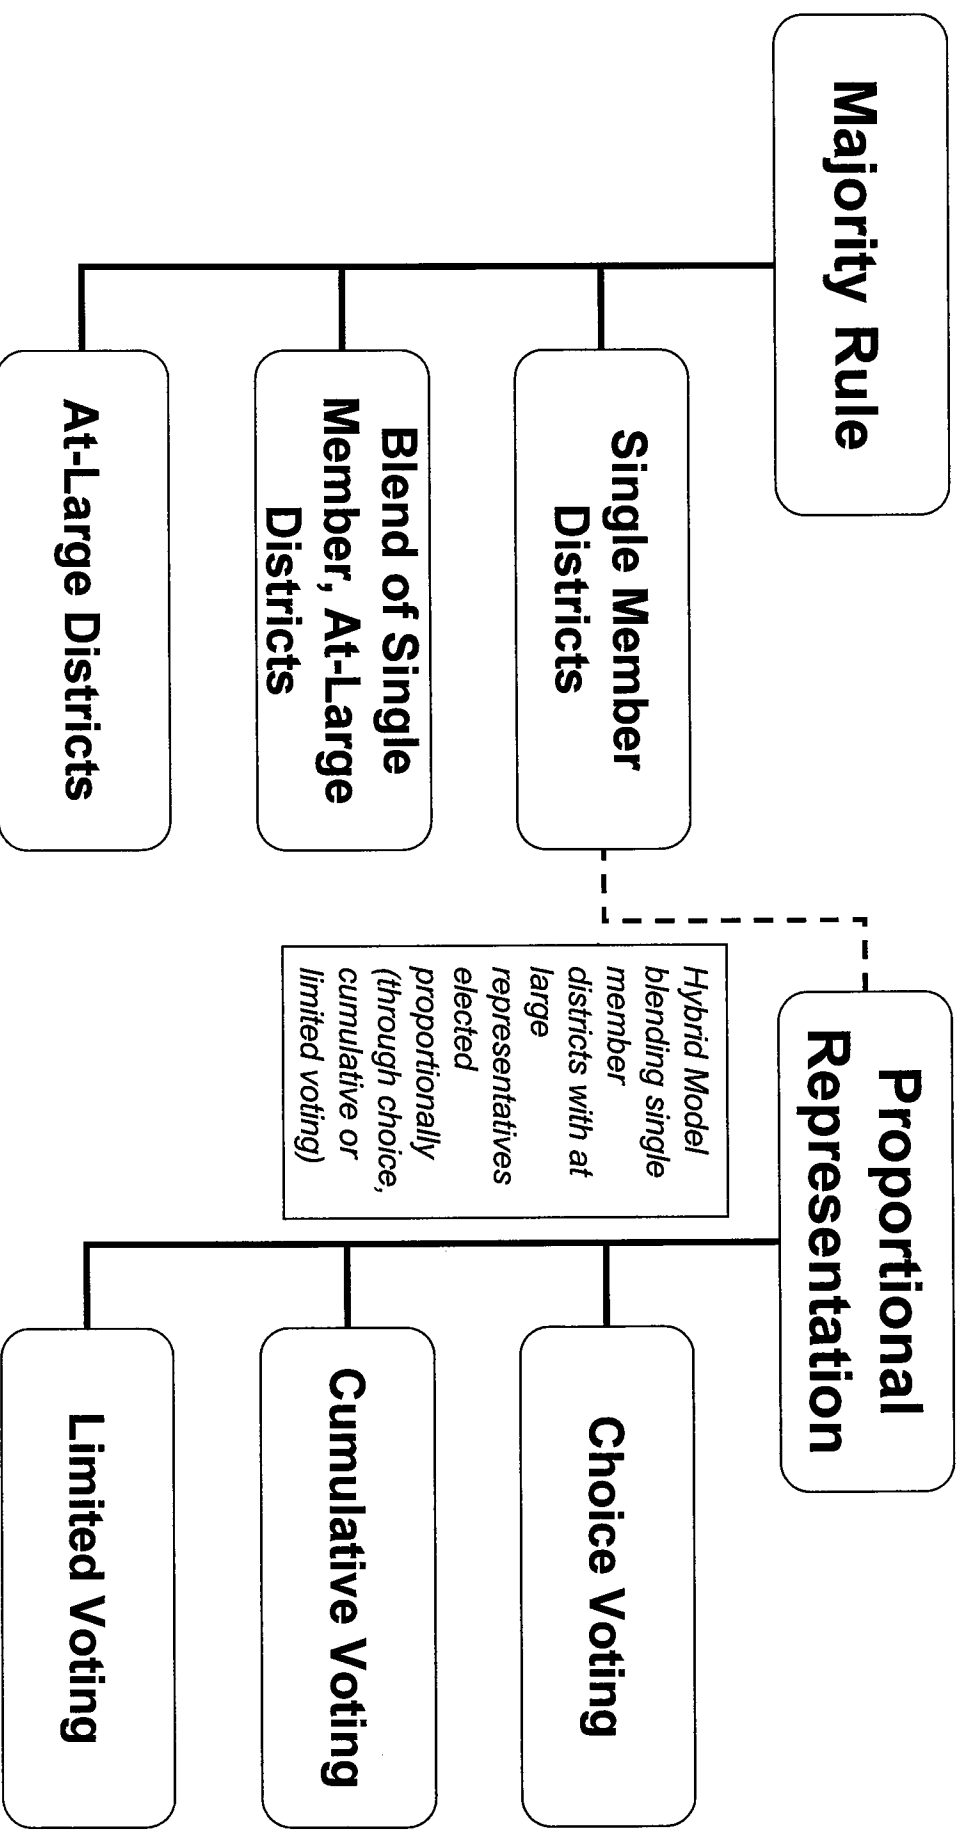 Majority Rule
Single Member
Districts
Blend of Single
Member, At-Large
Districts
At-Large Districts
Proportional
Representation
Hybrid Model
blending single
member
districts with at
large
representatives
elected
proportionally
(through choice,
cumulative or
limited voting)
Choice Voting
Cumulative Voting
Limited Voting